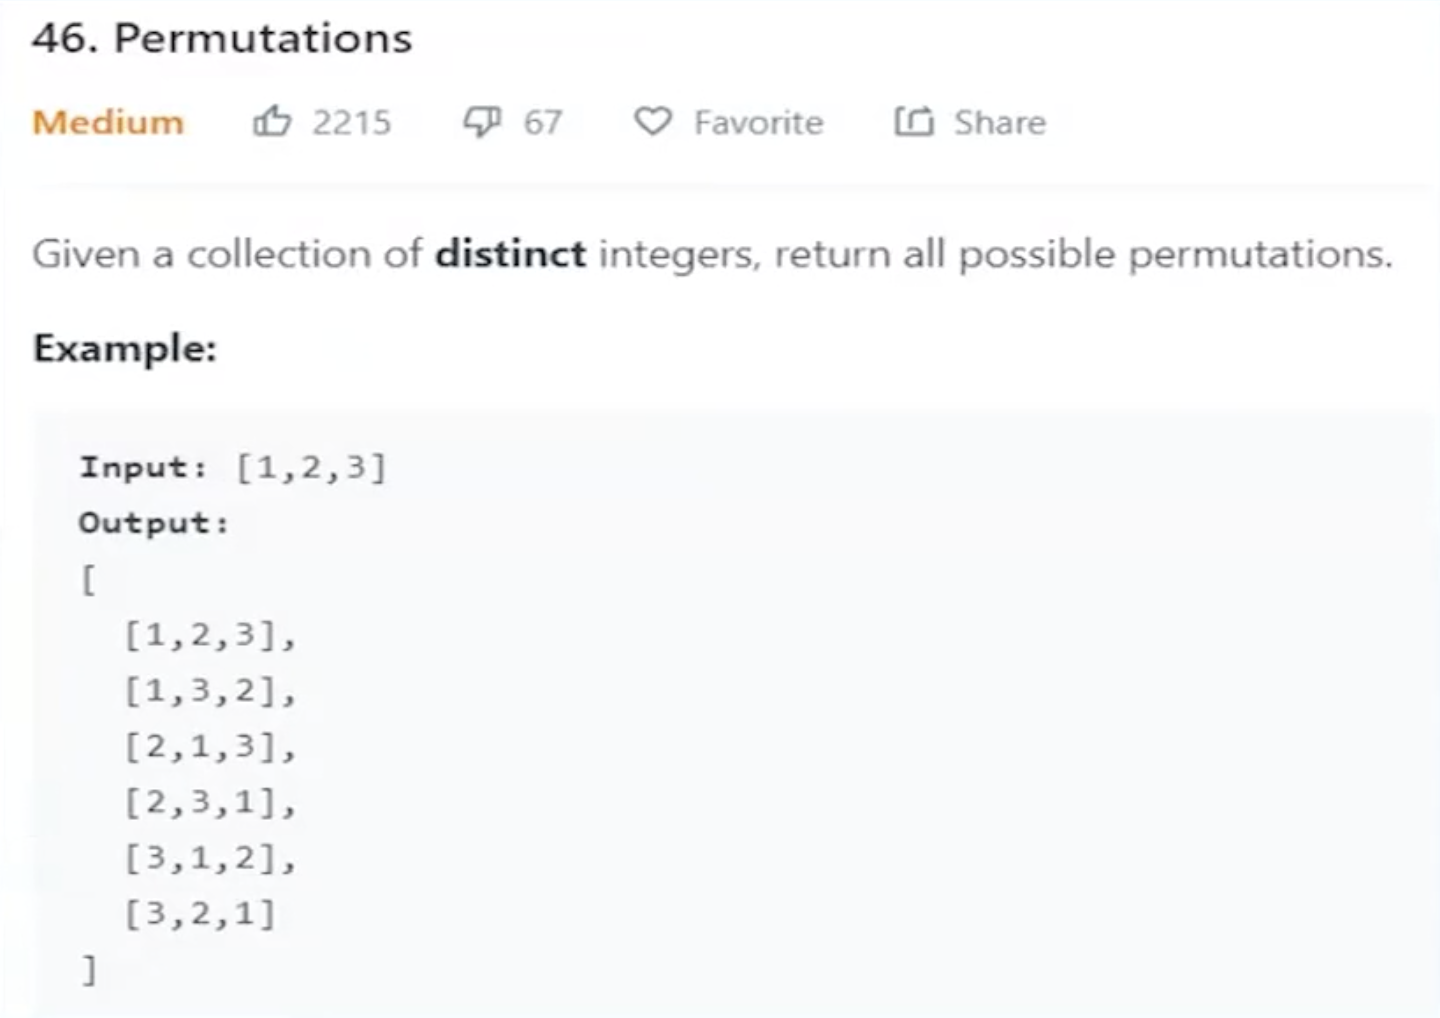 46. Permutations
Medium 2215 67 Favorite Share
Given a collection of distinct integers, return all possible permutations.
Example:
Input: [1,2,3]
Output:
[
[1,2,3],
[1,3,2],
[2,1,3],
[2,3,1],
[3,1,2],
[3,2,1]
]